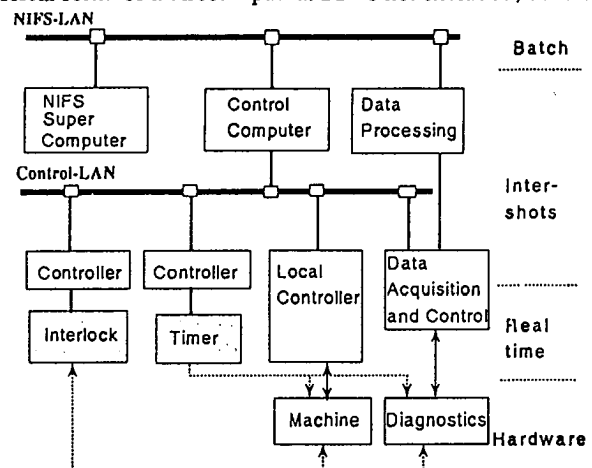 NIFS-LAN
Batch
NIFS
Super
Computer
Control
Computer
Data
Processing
Control-LAN
Inter-
shots
Controller
Controller
Local
Controller
Data
Acquisition
and Control
Interlock
Timer
Real
time
Machine
Diagnostics
Hardware